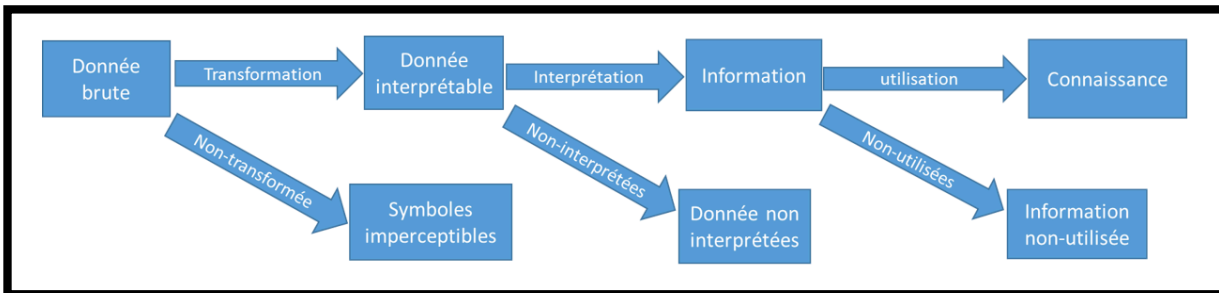 Donnée
brute
Transformation
Donnée
interprétable
Interprétation
Information
utilisation
Connaissance
Non-transformée
Non-interprétées
Non-utilisées
Symboles
imperceptibles
Donnée non
interprétées
Information
non-utilisée